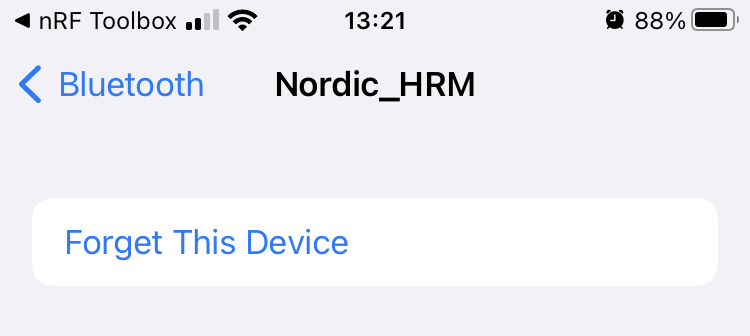 nRF Toolbox 13:21 88%
Bluetooth Nordic_HRM
Forget This Device